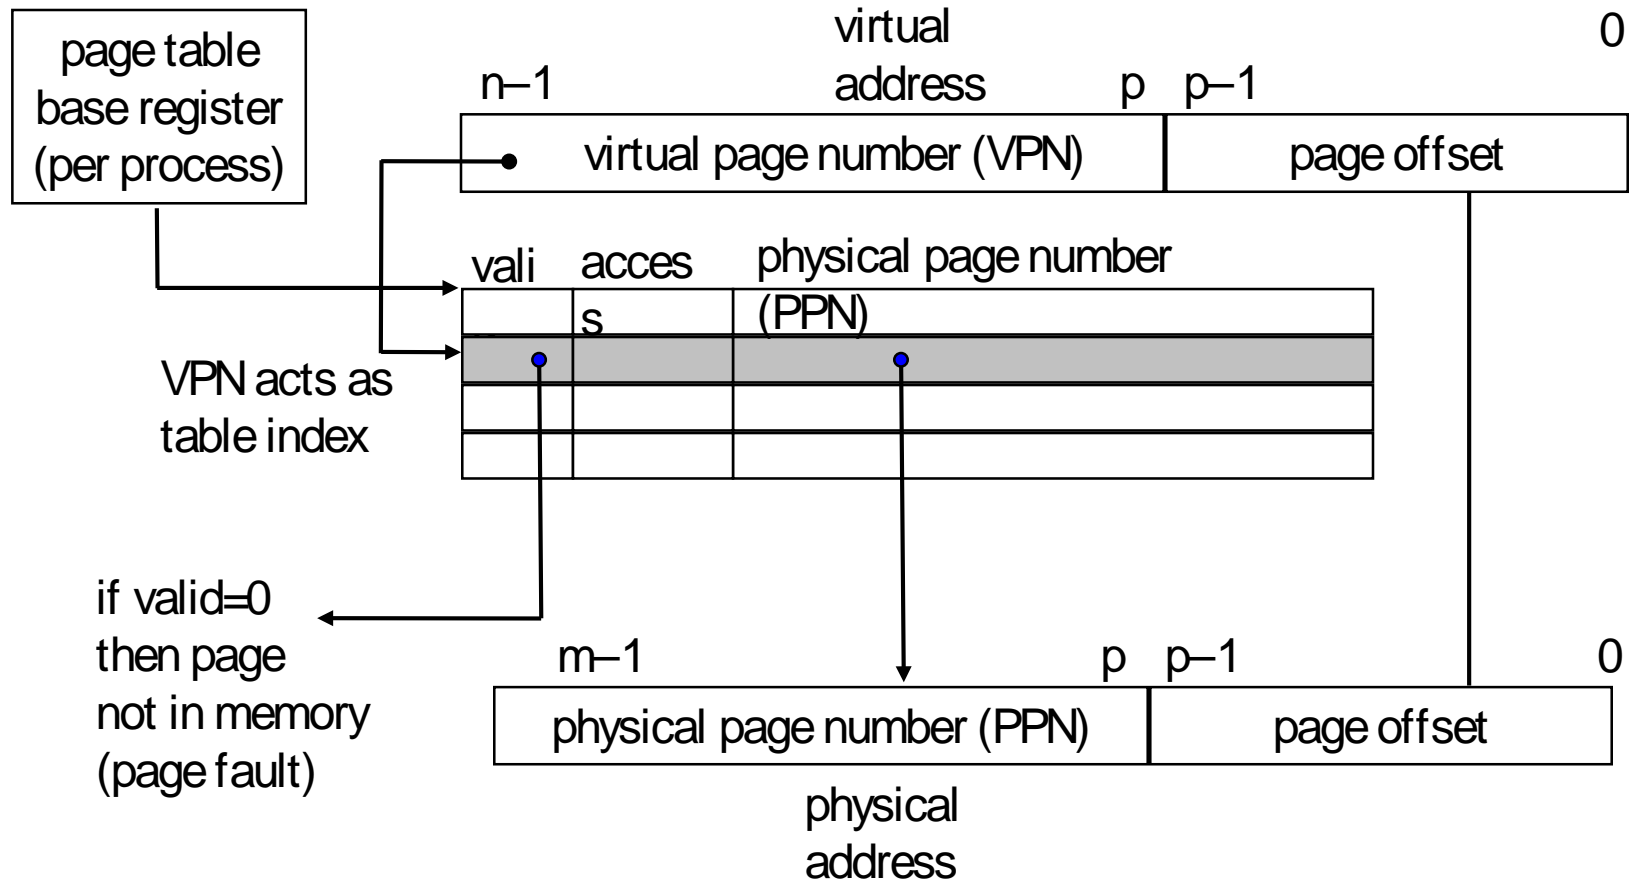 page table
base register
(per process)
virtual
address
0
n–1
p
p–1
virtual page number (VPN)
page offset
vali
acces
s
physical page number
(PPN)
VPN acts as
table index
if valid=0
then page
not in memory
(page fault)
m–1
p
p–1
0
physical page number (PPN)
page offset
physical
address